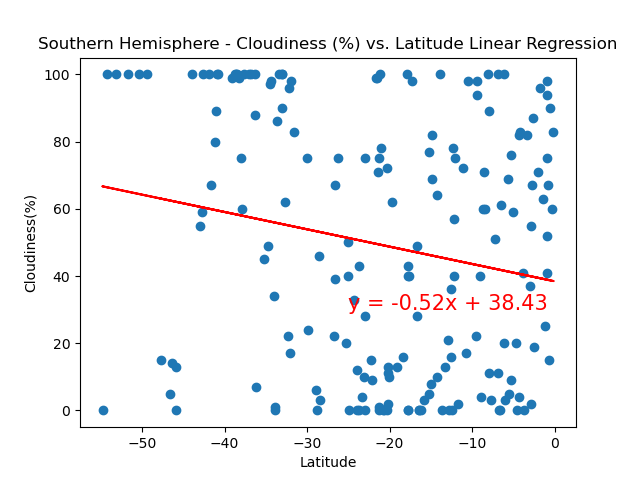 Southern Hemisphere - Cloudiness (%) vs. Latitude Linear Regression
100
80
60
40
20
0
Cloudiness(%)
y = -0.52x + 38.43
−50 −40 −30 −20 −10 0
Latitude